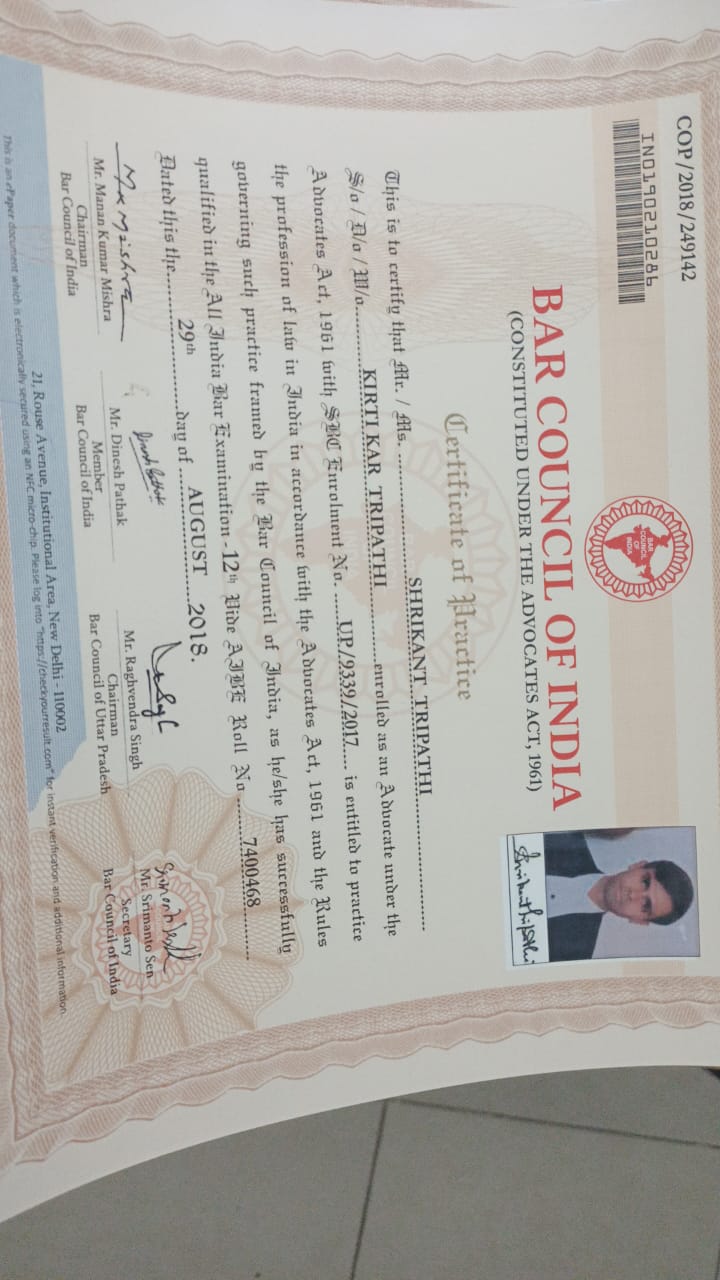 COP/2018/249142
IN0190210286
BAR COUNCIL OF INDIA
BAR COUNCIL OF INDIA
(CONSTITUTED UNDER THE ADVOCATES ACT, 1961)
Certificate of Practice
This is to certify that Mr. / Ms. SHRIKANT TRIPATHI
S/o / D/o / W/o KIRTI KAR TRIPATHI enrolled as an Advocate under the
Advocates Act, 1961 with SBC Enrolment No. UP/9339/2017 is entitled to practice
the profession of law in India in accordance with the Advocates Act, 1961 and the Rules
governing such practice framed by the Bar Council of India, as he/she has successfully
qualified in the All India Bar Examination - 12th Vide AIBE Roll No 7400468
Dated this the 29th day of AUGUST 2018.
Mr. Manan Kumar Mishra
Chairman
Bar Council of India
Mr. Dinesh Pathak
Member
Bar Council of India
Mr. Raghvendra Singh
Chairman
Bar Council of Uttar Pradesh
Mr. Srimanto Sen
Secretary
Bar Council of India
21, Rouse Avenue, Institutional Area, New Delhi - 110002
This is an ePaper document which is electronically secured using an NFC micro-chip. Please log into "https://checkyourresult.com" for instant verification and additional information.